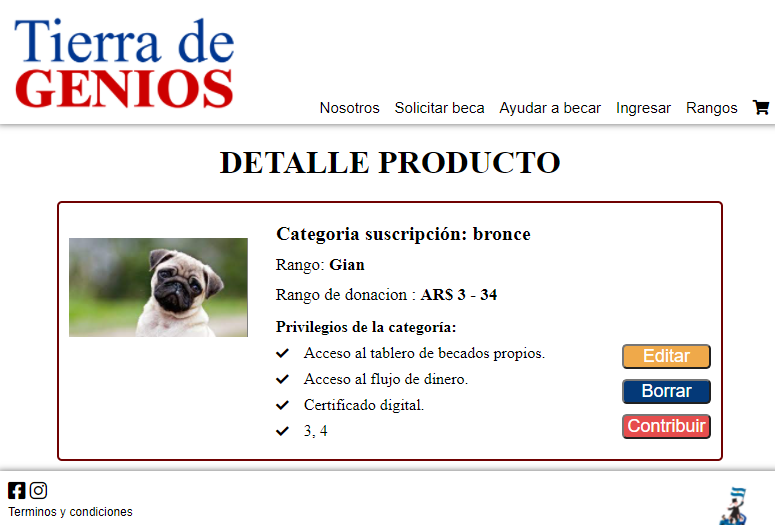 Tierra de
GENIOS
Nosotros Solicitar beca Ayudar a becar Ingresar Rangos
DETALLE PRODUCTO
Categoria suscripción: bronce
Rango: Gian
Rango de donacion : AR$ 3 - 34
Privilegios de la categoría:
Acceso al tablero de becados propios.
Acceso al flujo de dinero.
Certificado digital.
3, 4
Editar
Borrar
Contribuir
Terminos y condiciones